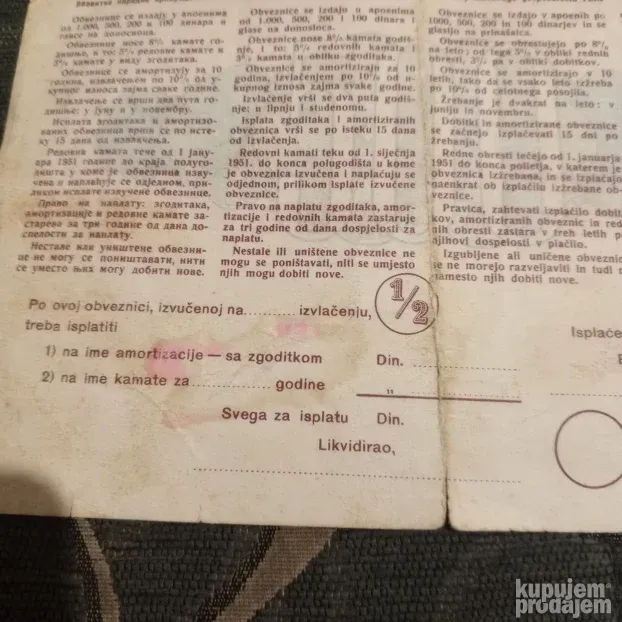 Обвезнице се издају у апоенима
од 1.000, 500, 200 и 100 динара и
гласе на доносиоца.
Обвезнице носе 8% камате го-
дишње, и то: 5% редовне камате и
3% камате у виду згодитака.
Обвезнице се амортизују за 10
година, извлачењем по 10% од у-
купног износа зајма сваке године.
Извлачење се врши два пута го-
дишње: у јуну и у новембру.
Исплата згодитака и амортизо-
ваних обвезница врши се по исте-
ку 15 дана од извлачења.
Редовна камата тече од 1 јану-
ара 1951 године до краја полуго-
дишта у коме је обвезница извуче-
на и наплаћује се одједном, при-
ликом исплате извучене обвезнице.
Право на наплату: згодитака,
амортизације и редовне камате за-
старева за три године од дана до-
спелости за наплату.
Нестале или уништене обвезни-
це не могу се поништавати, нити
се уместо њих могу добити нове.
Obveznice se izdaju u apoenima
od 1.000, 500, 200 i 100 dinara i
glase na donosioca.
Obveznice nose 8% kamata godiš-
nje, i to: 5% redovnih kamata i
3% kamata u obliku zgoditaka.
Obveznice se amortiziraju za 10
godina, izvlačenjem po 10% od u-
kupnog iznosa zajma svake godine.
Izvlačenje se vrši dva puta godiš-
nje: u lipnju i studenomu.
Isplata zgoditaka i amortiziranih
obveznica vrši se po isteku 15 dana
od izvlačenja.
Redovni kamati teku od 1. siječnja
1951. do konca polugodišta u kome
je obveznica izvučena i naplaćuju se
odjednom, prilikom isplate izvučene
obveznice.
Pravo na naplatu zgoditaka, amor-
tizacije i redovnih kamata zastaruje
za tri godine od dana dospjelosti za
naplatu.
Nestale ili uništene obveznice ne
mogu se poništavati, niti se umjesto
njih mogu dobiti nove.
Obveznice se izdajo v apoenih po
1000, 500, 200 in 100 dinarjev in se
glasijo na prinašalca.
Obveznice se obrestujejo po 8%
na leto; od tega 5% v obliki rednih
obresti, 3% pa v obliki dobitkov.
Obveznice se amortizirajo v 10
letih, tako da se vsako leto izžreba
po 10% od celotnega posojila.
Žrebanje je dvakrat na leto: v
juniju in novembru.
Dobitki in amortizirane obveznice
se začnejo izplačevati 15 dni po
žrebanju.
Redne obresti tečejo od 1. januarja
1951 do konca polletja, v katerem je
obveznica izžrebana, in se izplačajo
naenkrat ob izplačilu izžrebane ob-
veznice.
Pravica, zahtevati izplačilo dobit-
kov, amortiziranih obveznic in red-
nih obresti zastara v treh letih po
njihovi dospelosti v plačilo.
Izgubljene ali uničene obveznice
se ne morejo razveljaviti in tudi n
namesto njih dobiti novih.
Po ovoj obveznici, izvučenoj na.......... izvlačenju,
treba isplatiti
1/2
1) na ime amortizacije — sa zgoditkom Din.
2) na ime kamate za............... godine „
Svega za isplatu Din.
Likvidirao,
Isplaće
kupujem
prodajem